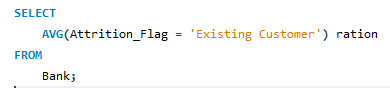 SELECT
AVG(Attrition_Flag = 'Existing Customer') ration
FROM
Bank;